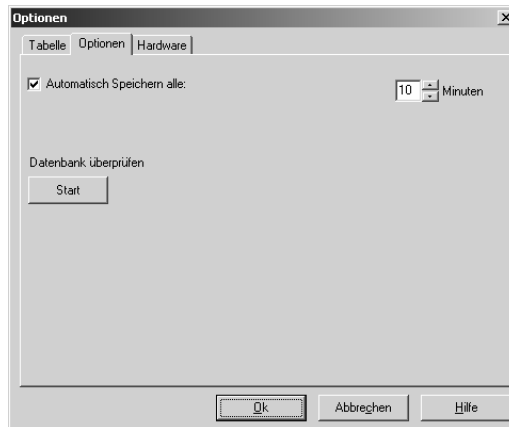 Optionen
Tabelle Optionen Hardware
Automatisch Speichern alle: 10 Minuten
Datenbank überprüfen
Start
Ok Abbrechen Hilfe